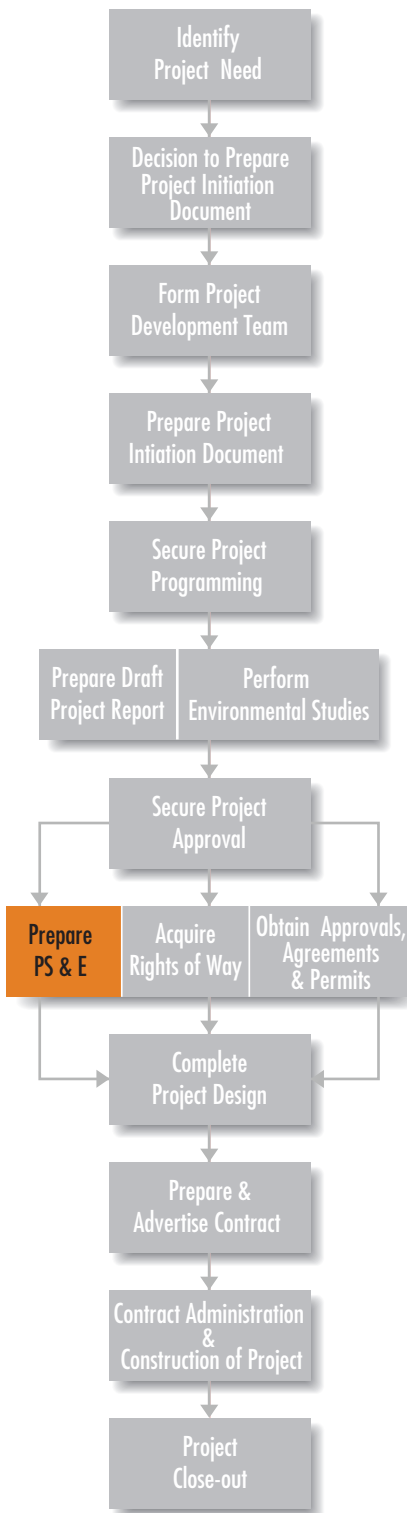 Identify
Project Need
Decision to Prepare
Project Initiation
Document
Form Project
Development Team
Prepare Project
Intiation Document
Secure Project
Programming
Prepare Draft
Project Report
Perform
Environmental Studies
Secure Project
Approval
Prepare
PS & E
Acquire
Rights of Way
Obtain Approvals,
Agreements
& Permits
Complete
Project Design
Prepare &
Advertise Contract
Contract Administration
&
Construction of Project
Project
Close-out